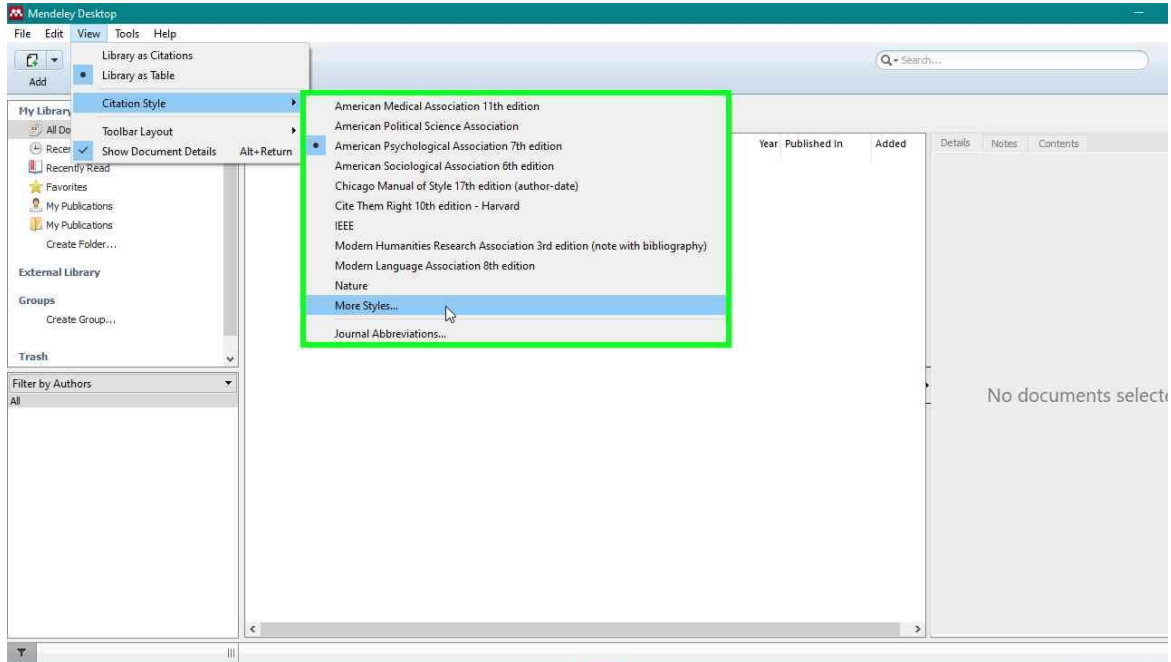 Mendeley Desktop
File Edit View Tools Help
Library as Citations
Library as Table
Search...
Add
Citation Style
My Library
American Medical Association 11th edition
American Political Science Association
American Psychological Association 7th edition
American Sociological Association 6th edition
Chicago Manual of Style 17th edition (author-date)
Cite Them Right 10th edition - Harvard
IEEE
Modern Humanities Research Association 3rd edition (note with bibliography)
Modern Language Association 8th edition
Nature
More Styles...
Journal Abbreviations...
All Do
Toolbar Layout
Recen
Show Document Details Alt+Return
Year Published In Added
Details Notes Contents
Recently Read
Favorites
My Publications
My Publications
Create Folder...
External Library
Groups
Create Group...
Trash
Filter by Authors
All
No documents selecte